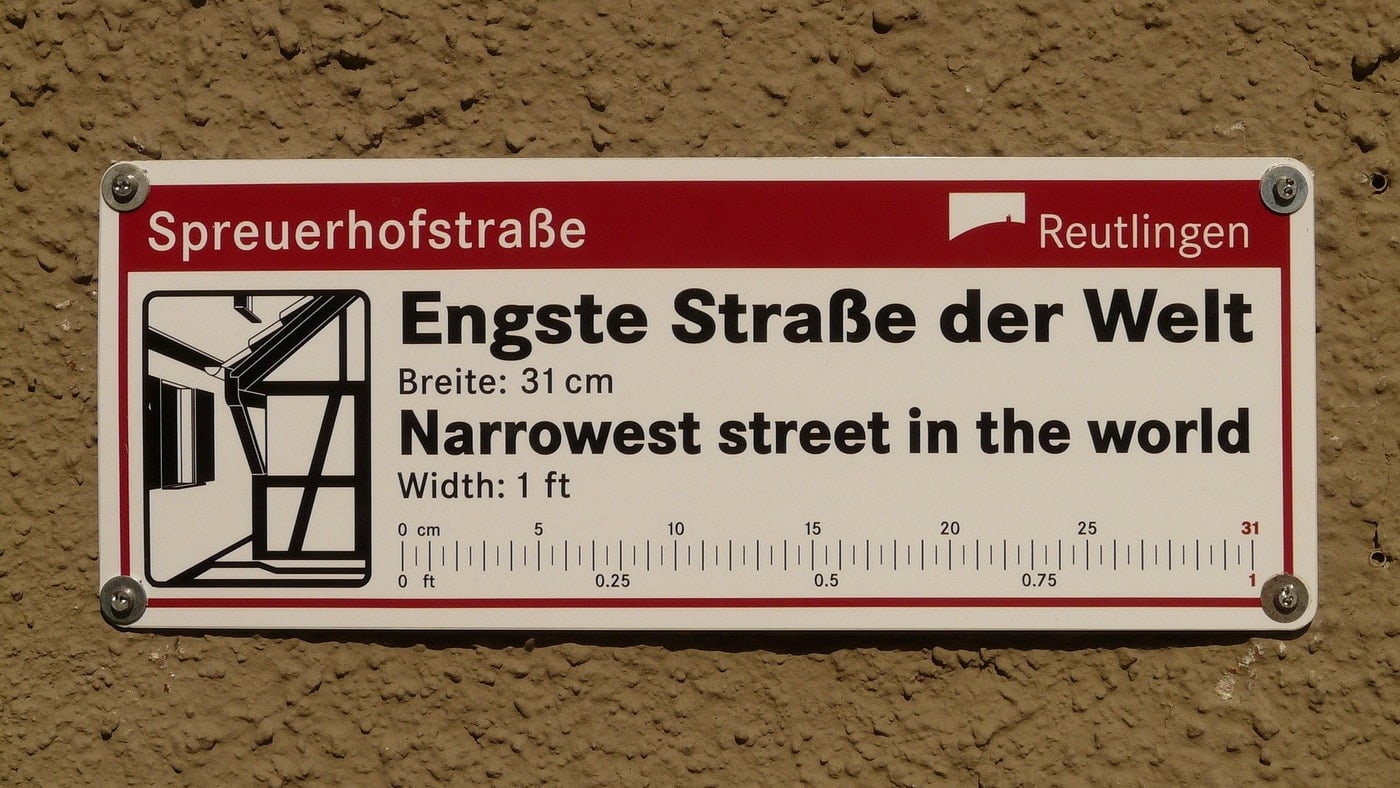 Spreuerhofstraße
Reutlingen
Engste Straße der Welt
Breite: 31 cm
Narrowest street in the world
Width: 1 ft
0 cm 5 10 15 20 25 31
0 ft 0.25 0.5 0.75 1